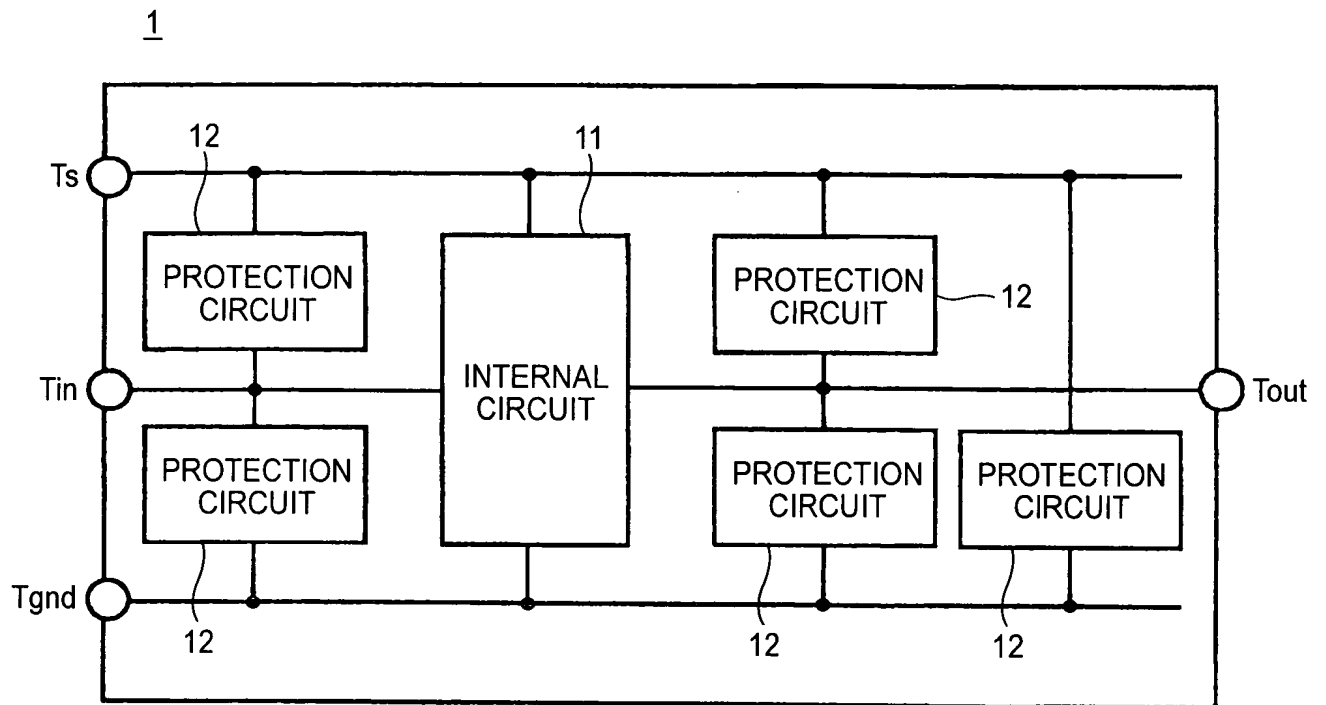 1
12
11
Ts
PROTECTION
CIRCUIT
PROTECTION
CIRCUIT
12
Tin
INTERNAL
CIRCUIT
Tout
PROTECTION
CIRCUIT
PROTECTION
CIRCUIT
PROTECTION
CIRCUIT
Tgnd
12
12
12